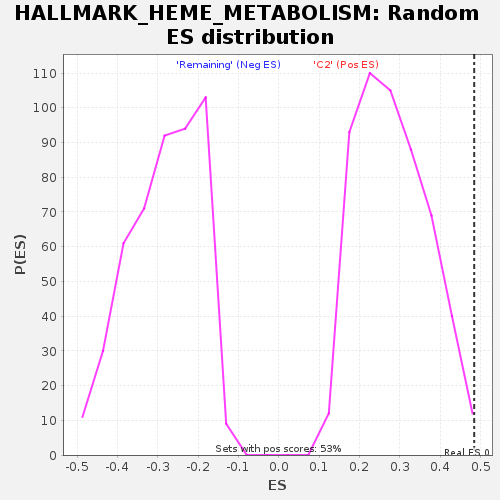 HALLMARK_HEME_METABOLISM: Random
ES distribution
'Remaining' (Neg ES) 'C2' (Pos ES)
110
100
90
80
70
60
50
40
30
20
10
0
P(ES)
Sets with pos scores: 53%
Real ES 0
-0.5 -0.4 -0.3 -0.2 -0.1 0.0 0.1 0.2 0.3 0.4 0.5
ES